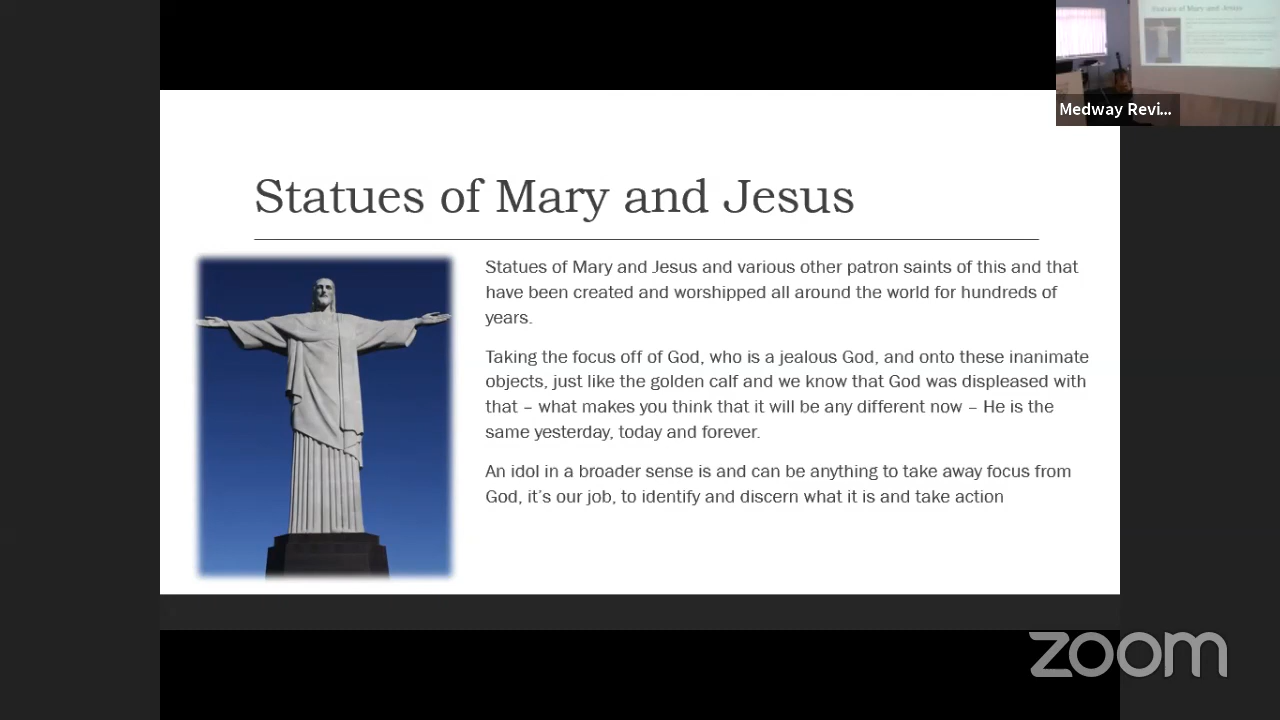 Statues of Mary and Jesus
Medway Revi...
Statues of Mary and Jesus
Statues of Mary and Jesus and various other patron saints of this and that
have been created and worshipped all around the world for hundreds of
years.
Taking the focus off of God, who is a jealous God, and onto these inanimate
objects, just like the golden calf and we know that God was displeased with
that – what makes you think that it will be any different now – He is the
same yesterday, today and forever.
An idol in a broader sense is and can be anything to take away focus from
God, it’s our job, to identify and discern what it is and take action
zoom